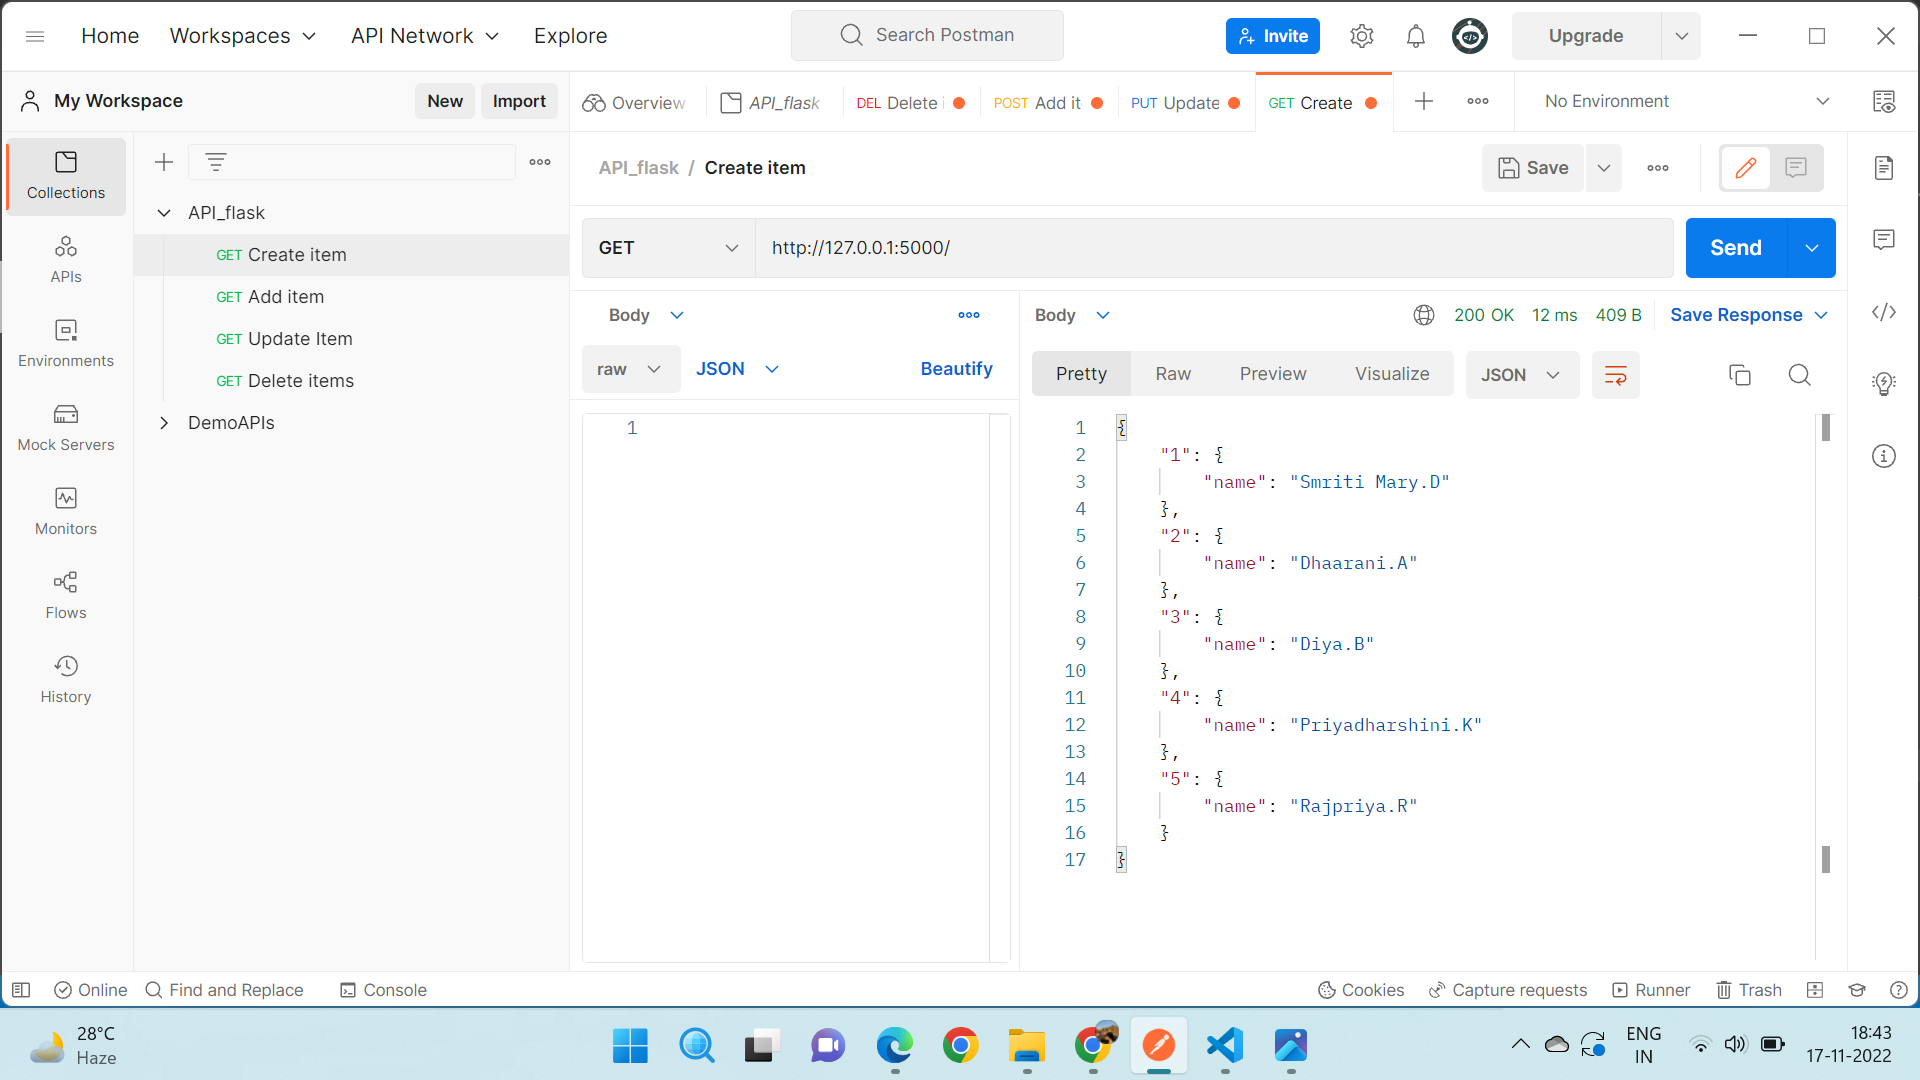 Home Workspaces API Network Explore Search Postman Invite Upgrade
My Workspace New Import Overview API_flask DEL Delete POST Add it PUT Update GET Create No Environment
Collections
APIs
Environments
Mock Servers
Monitors
Flows
History
API_flask
GET Create item
GET Add item
GET Update Item
GET Delete items
DemoAPIs
API_flask / Create item Save
GET http://127.0.0.1:5000/ Send
Body
raw JSON Beautify
1
Body 200 OK 12 ms 409 B Save Response
Pretty Raw Preview Visualize JSON
1 {
2 "1": {
3 "name": "Smriti Mary.D"
4 },
5 "2": {
6 "name": "Dhaarani.A"
7 },
8 "3": {
9 "name": "Diya.B"
10 },
11 "4": {
12 "name": "Priyadharshini.K"
13 },
14 "5": {
15 "name": "Rajpriya.R"
16 }
17 }
Online Find and Replace Console Cookies Capture requests Runner Trash
28°C
Haze
ENG
IN
18:43
17-11-2022